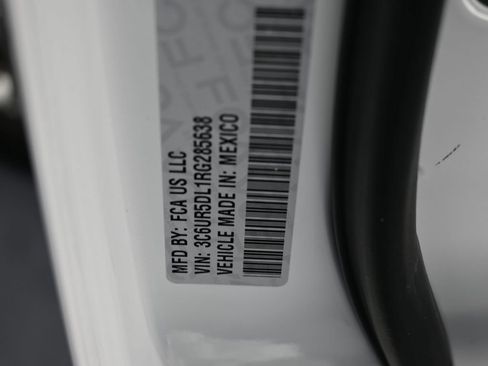 MFD BY: FCA US LLC
VIN: 3C6UR5DL1RG285638
VEHICLE MADE IN: MEXICO